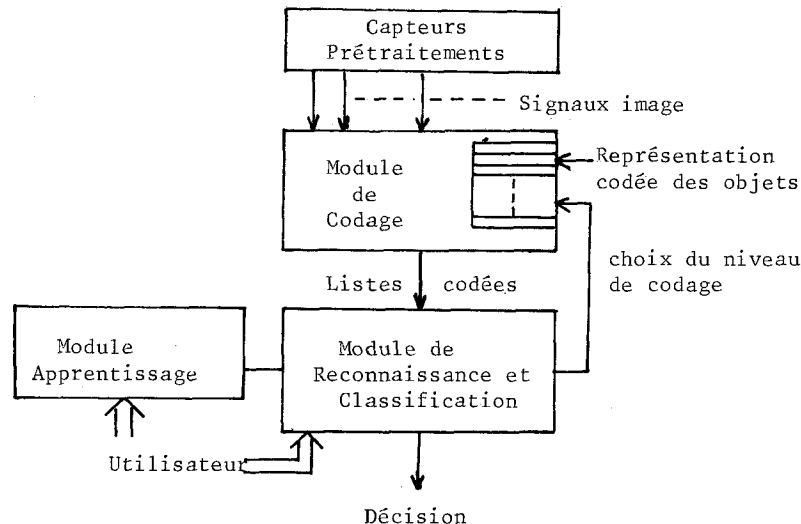 Capteurs
Prétraitements
Signaux image
Module
de
Codage
Représentation
codée des objets
choix du niveau
de codage
Listes codées
Module
Apprentissage
Module de
Reconnaissance et
Classification
Utilisateur
Décision